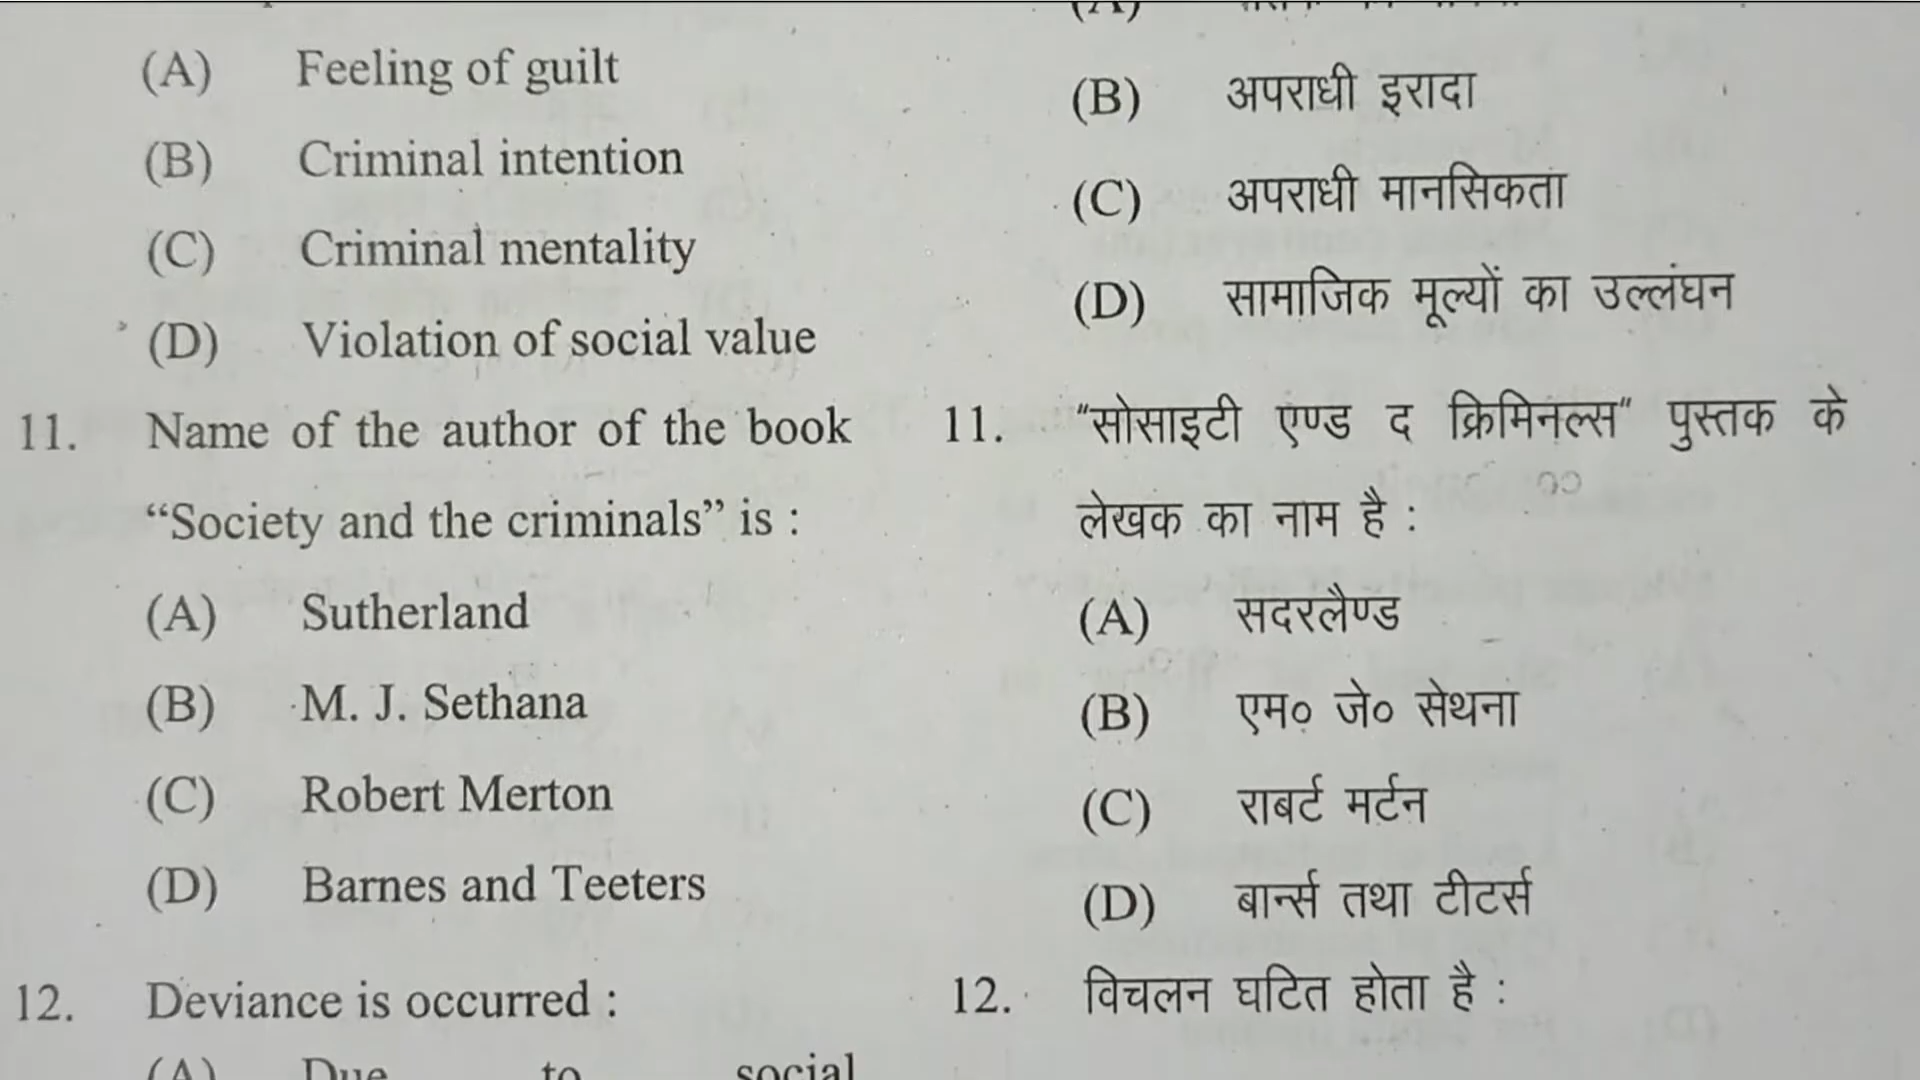 (A) Feeling of guilt
(B) Criminal intention
(C) Criminal mentality
(D) Violation of social value
11. Name of the author of the book
“Society and the criminals” is :
(A) Sutherland
(B) M. J. Sethana
(C) Robert Merton
(D) Barnes and Teeters
12. Deviance is occurred :
(A) Due to social
(A)
(B) अपराधी इरादा
(C) अपराधी मानसिकता
(D) सामाजिक मूल्यों का उल्लंघन
11. "सोसाइटी एण्ड द क्रिमिनल्स" पुस्तक के
लेखक का नाम है :
(A) सदरलैण्ड
(B) एम० जे० सेथना
(C) राबर्ट मर्टन
(D) बार्न्स तथा टीटर्स
12. विचलन घटित होता है :